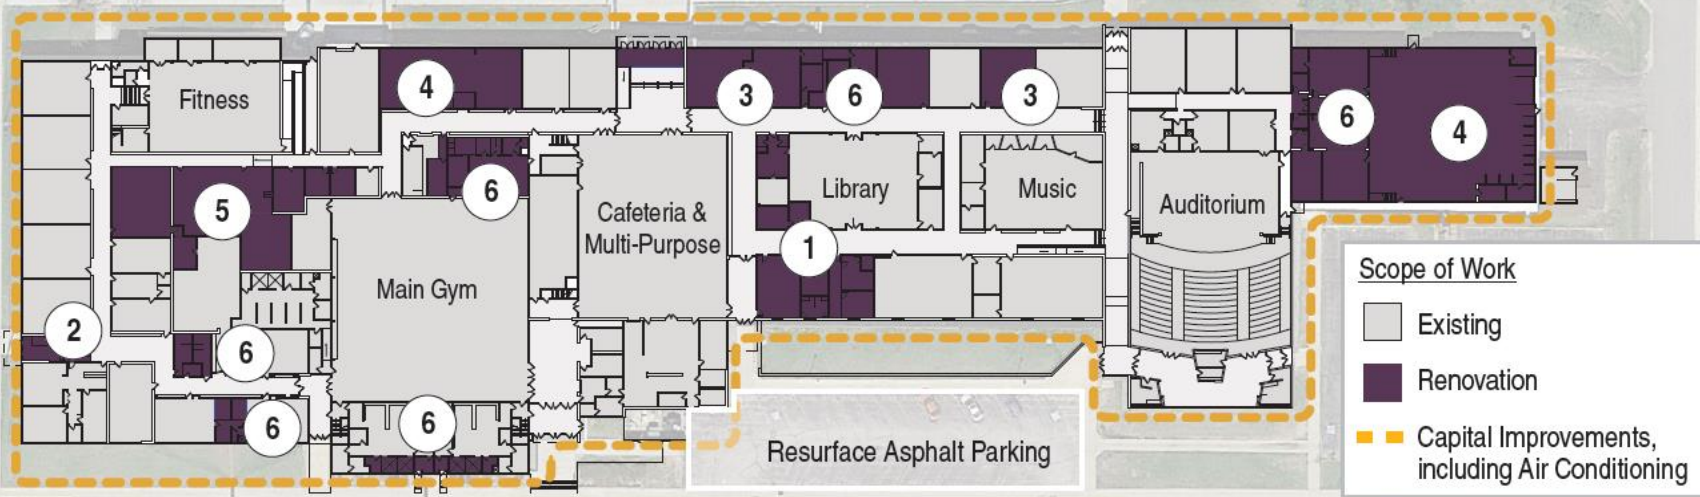 Fitness
4
3
6
3
6
4
5
6
Cafeteria &
Multi-Purpose
Library
Music
Auditorium
1
Main Gym
2
6
6
6
Resurface Asphalt Parking
Scope of Work
Existing
Renovation
Capital Improvements,
including Air Conditioning